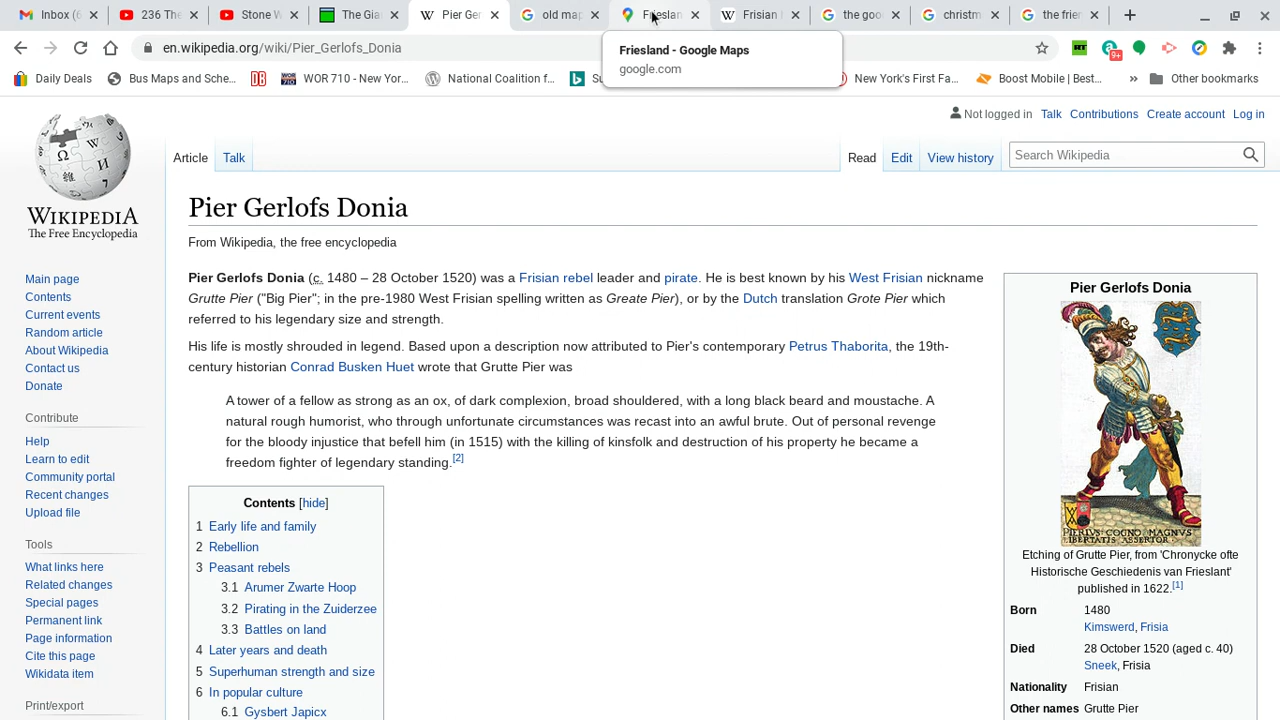 Inbox (6
236 The
Stone W
The Gia
Pier Ger
old map
Frieslan
Frisian I
the goo
christm
the frier
en.wikipedia.org/wiki/Pier_Gerlofs_Donia
9+
Friesland - Google Maps
google.com
Daily Deals
Bus Maps and Sche...
WOR 710 - New Yor...
National Coalition f...
New York's First Fa...
Boost Mobile | Best...
Other bookmarks
Not logged in Talk Contributions Create account Log in
Article Talk Read Edit View history Search Wikipedia
WIKIPEDIA
The Free Encyclopedia
Main page
Contents
Current events
Random article
About Wikipedia
Contact us
Donate
Contribute
Help
Learn to edit
Community portal
Recent changes
Upload file
Tools
What links here
Related changes
Special pages
Permanent link
Page information
Cite this page
Wikidata item
Print/export
Pier Gerlofs Donia
From Wikipedia, the free encyclopedia
Pier Gerlofs Donia (c. 1480 – 28 October 1520) was a Frisian rebel leader and pirate. He is best known by his West Frisian nickname
Grutte Pier ("Big Pier"; in the pre-1980 West Frisian spelling written as Greate Pier), or by the Dutch translation Grote Pier which
referred to his legendary size and strength.
His life is mostly shrouded in legend. Based upon a description now attributed to Pier's contemporary Petrus Thaborita, the 19th-
century historian Conrad Busken Huet wrote that Grutte Pier was
A tower of a fellow as strong as an ox, of dark complexion, broad shouldered, with a long black beard and moustache. A
natural rough humorist, who through unfortunate circumstances was recast into an awful brute. Out of personal revenge
for the bloody injustice that befell him (in 1515) with the killing of kinsfolk and destruction of his property he became a
freedom fighter of legendary standing.[2]
Contents [hide]
1 Early life and family
2 Rebellion
3 Peasant rebels
3.1 Arumer Zwarte Hoop
3.2 Pirating in the Zuiderzee
3.3 Battles on land
4 Later years and death
5 Superhuman strength and size
6 In popular culture
6.1 Gysbert Japicx
Pier Gerlofs Donia
PIERIUS COGNO MAGNUS
LIBERTATIS ASSERTOR
Etching of Grutte Pier, from 'Chronycke ofte
Historische Geschiedenis van Frieslant'
published in 1622.[1]
Born 1480
Kimswerd, Frisia
Died 28 October 1520 (aged c. 40)
Sneek, Frisia
Nationality Frisian
Other names Grutte Pier